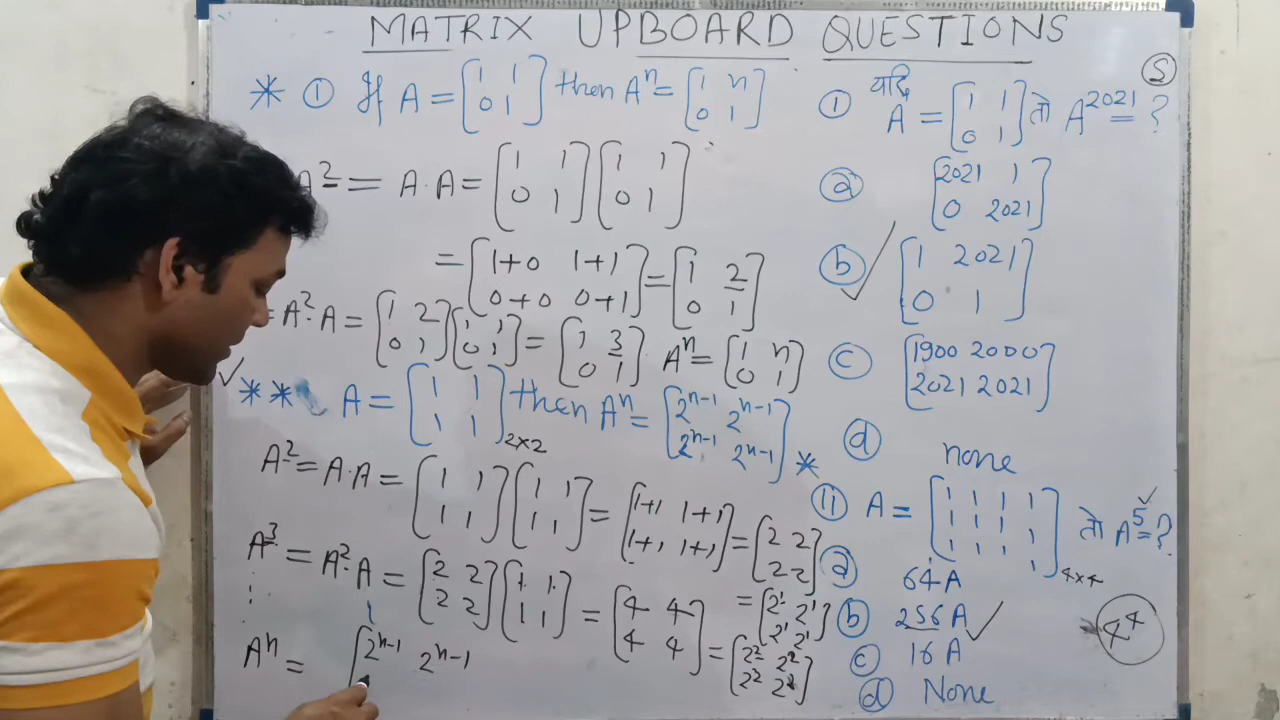 MATRIX UPBOARD QUESTIONS
* ① If A = [1 1 0 1] then Aⁿ = [1 n 0 1]
A² = A·A = [1 1 0 1] [1 1 0 1]
= [1+0 1+1 0+0 0+1] = [1 2 0 1]
= A²·A = [1 2 0 1] [1 1 0 1] = [1 3 0 1] Aⁿ = [1 n 0 1]
** A = [1 1 1 1]2×2 then Aⁿ = [2ⁿ⁻¹ 2ⁿ⁻¹ 2ⁿ⁻¹ 2ⁿ⁻¹]
A² = A·A = [1 1 1 1] [1 1 1 1] = [1+1 1+1 1+1 1+1] = [2 2 2 2]
= [2¹ 2¹ 2¹ 2¹]
A³ = A²·A = [2 2 2 2] [1 1 1 1] = [4 4 4 4] = [2² 2² 2² 2²]
Aⁿ = [2ⁿ⁻¹ 2ⁿ⁻¹
S
① यदि A = [1 1 0 1] तो A²⁰²¹ = ?
ⓐ [2021 1 0 2021]
ⓑ [1 2021 0 1]
ⓒ [1900 2000 2021 2021]
ⓓ none
* ⑪ A = [1 1 1 1 1 1 1 1 1 1 1 1 1]4×4 तो A⁵ = ?
ⓐ 64A
ⓑ 256A
ⓒ 16A
ⓓ None
4⁴